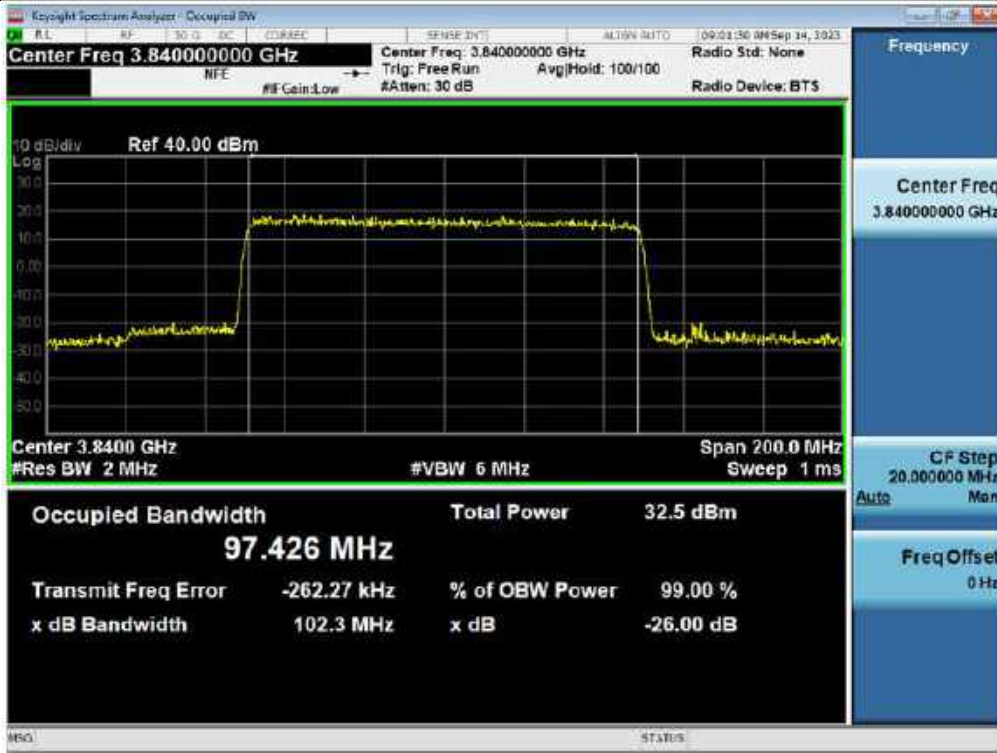 Keysight Spectrum Analyzer - Occupied BW
RL RF 50 Ω DC CORREC SENSE:INT ALIGN AUTO 09:01:50 AM Sep 14, 2023
Center Freq 3.840000000 GHz Center Freq: 3.840000000 GHz Radio Std: None
NFE Trig: Free Run Avg|Hold: 100/100
#IFGain:Low #Atten: 30 dB Radio Device: BTS
10 dB/div Ref 40.00 dBm
Log
30.0
20.0
10.0
0.00
-10.0
-20.0
-30.0
-40.0
-50.0
Center 3.8400 GHz Span 200.0 MHz
#Res BW 2 MHz #VBW 6 MHz Sweep 1 ms
Occupied Bandwidth Total Power 32.5 dBm
97.426 MHz
Transmit Freq Error -262.27 kHz % of OBW Power 99.00 %
x dB Bandwidth 102.3 MHz x dB -26.00 dB
MSG STATUS
Frequency
Center Freq
3.840000000 GHz
CF Step
20.000000 MHz
Auto Man
Freq Offset
0 Hz